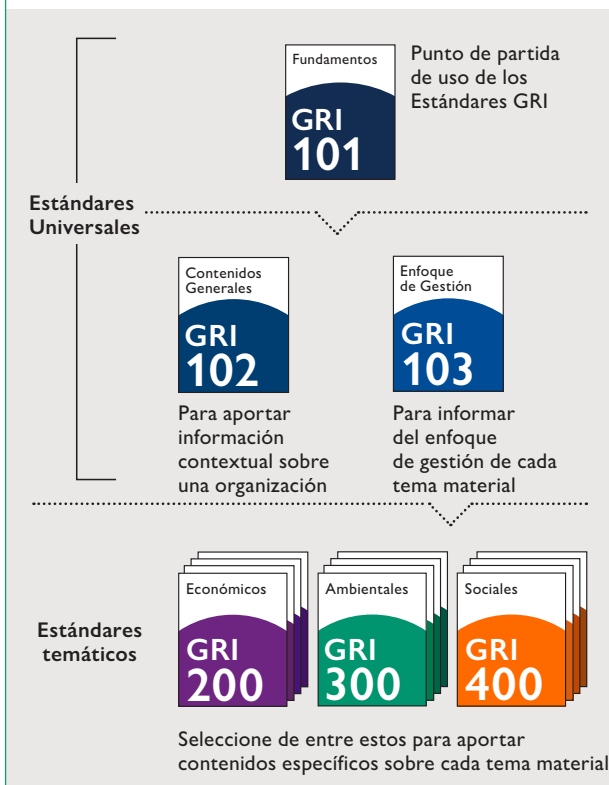 Fundamentos
GRI
101
Punto de partida
de uso de los
Estándares GRI
Estándares
Universales
Contenidos
Generales
GRI
102
Para aportar
información
contextual sobre
una organización
Enfoque
de Gestión
GRI
103
Para informar
del enfoque
de gestión de cada
tema material
Estándares
temáticos
Económicos
GRI
200
Ambientales
GRI
300
Sociales
GRI
400
Seleccione de entre estos para aportar
contenidos específicos sobre cada tema material